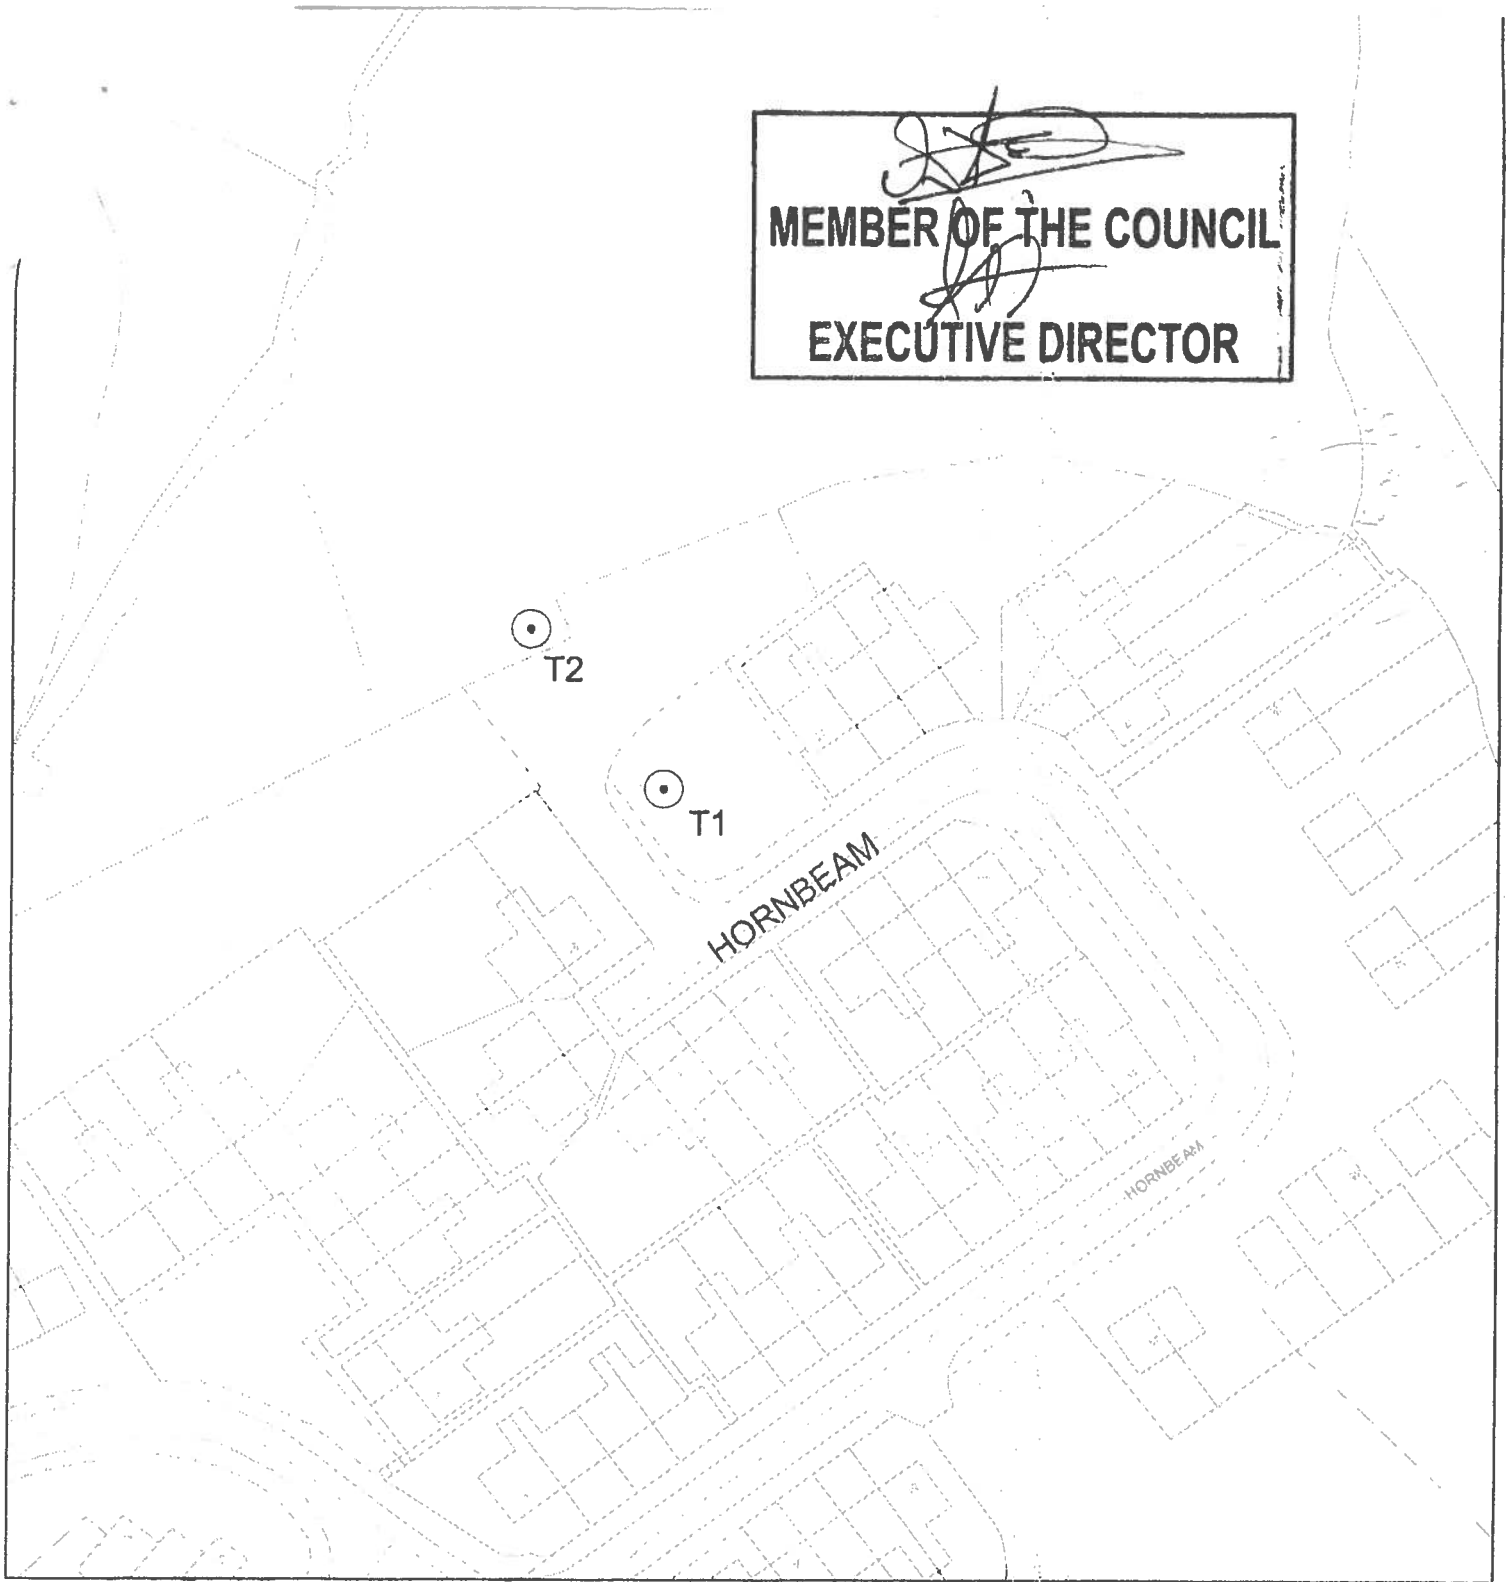 MEMBER OF THE COUNCIL
EXECUTIVE DIRECTOR
T2
T1
HORNBEAM
HORNBEAM